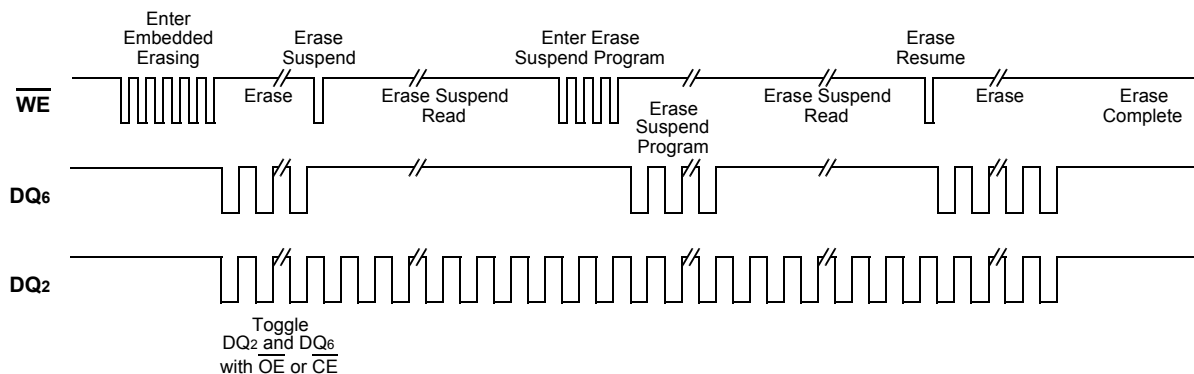 Enter
Embedded
Erasing
Erase
Suspend
Enter Erase
Suspend Program
Erase
Resume
WE
Erase
Erase Suspend
Read
Erase
Suspend
Program
Erase Suspend
Read
Erase
Erase
Complete
DQ6
DQ2
Toggle
DQ2 and DQ6
with OE or CE